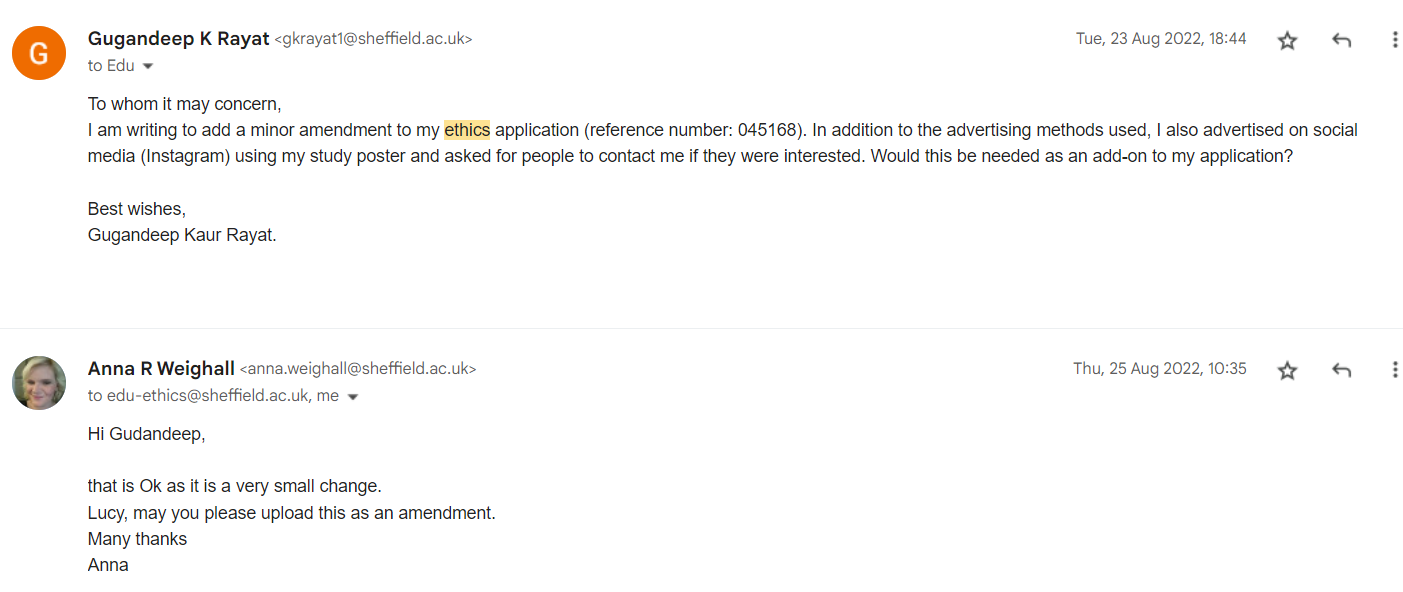 G
Gugandeep K Rayat <gkrayat1@sheffield.ac.uk>
Tue, 23 Aug 2022, 18:44
to Edu
To whom it may concern,
I am writing to add a minor amendment to my ethics application (reference number: 045168). In addition to the advertising methods used, I also advertised on social
media (Instagram) using my study poster and asked for people to contact me if they were interested. Would this be needed as an add-on to my application?
Best wishes,
Gugandeep Kaur Rayat.
Anna R Weighall <anna.weighall@sheffield.ac.uk>
Thu, 25 Aug 2022, 10:35
to edu-ethics@sheffield.ac.uk, me
Hi Gudandeep,
that is Ok as it is a very small change.
Lucy, may you please upload this as an amendment.
Many thanks
Anna